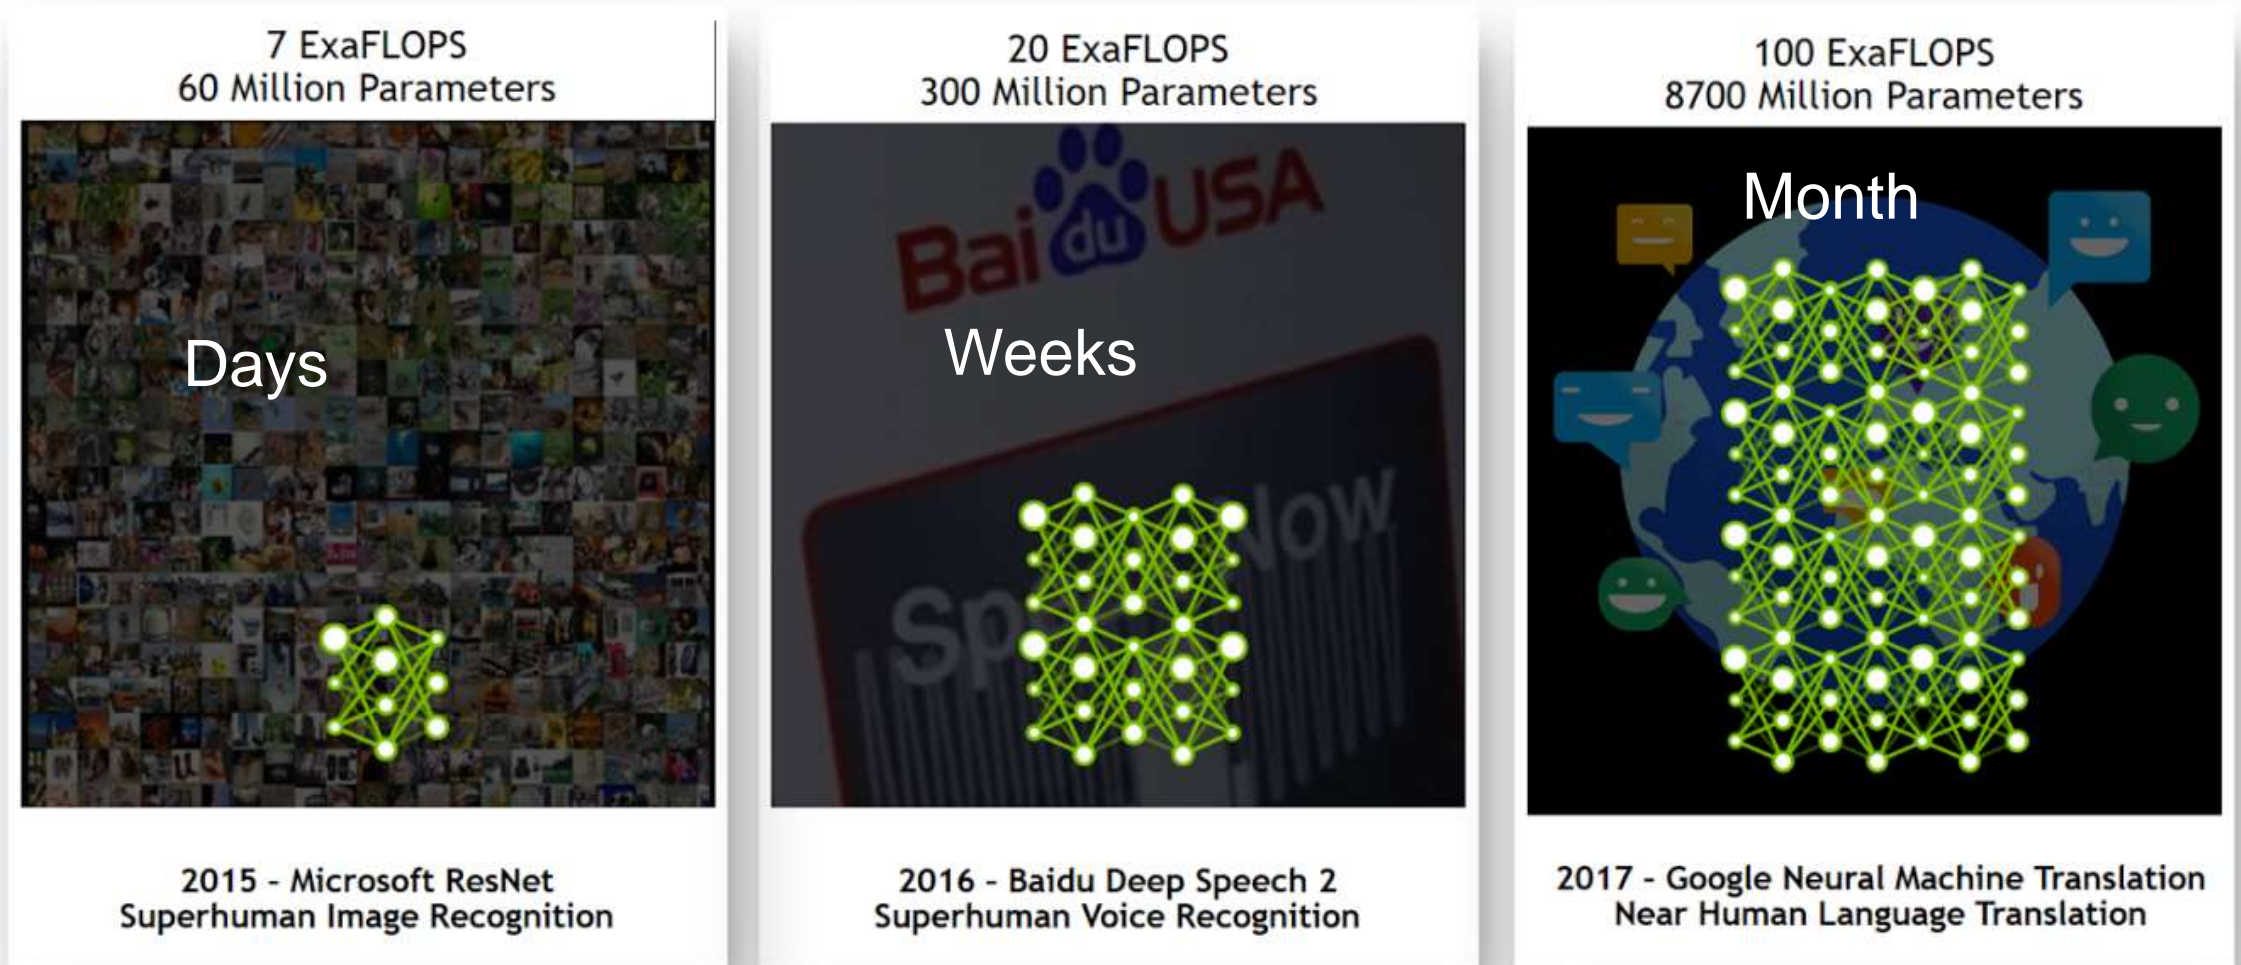 7 ExaFLOPS
60 Million Parameters
Days
2015 – Microsoft ResNet
Superhuman Image Recognition
20 ExaFLOPS
300 Million Parameters
Baidu USA
Weeks
Now
2016 – Baidu Deep Speech 2
Superhuman Voice Recognition
100 ExaFLOPS
8700 Million Parameters
Month
2017 – Google Neural Machine Translation
Near Human Language Translation